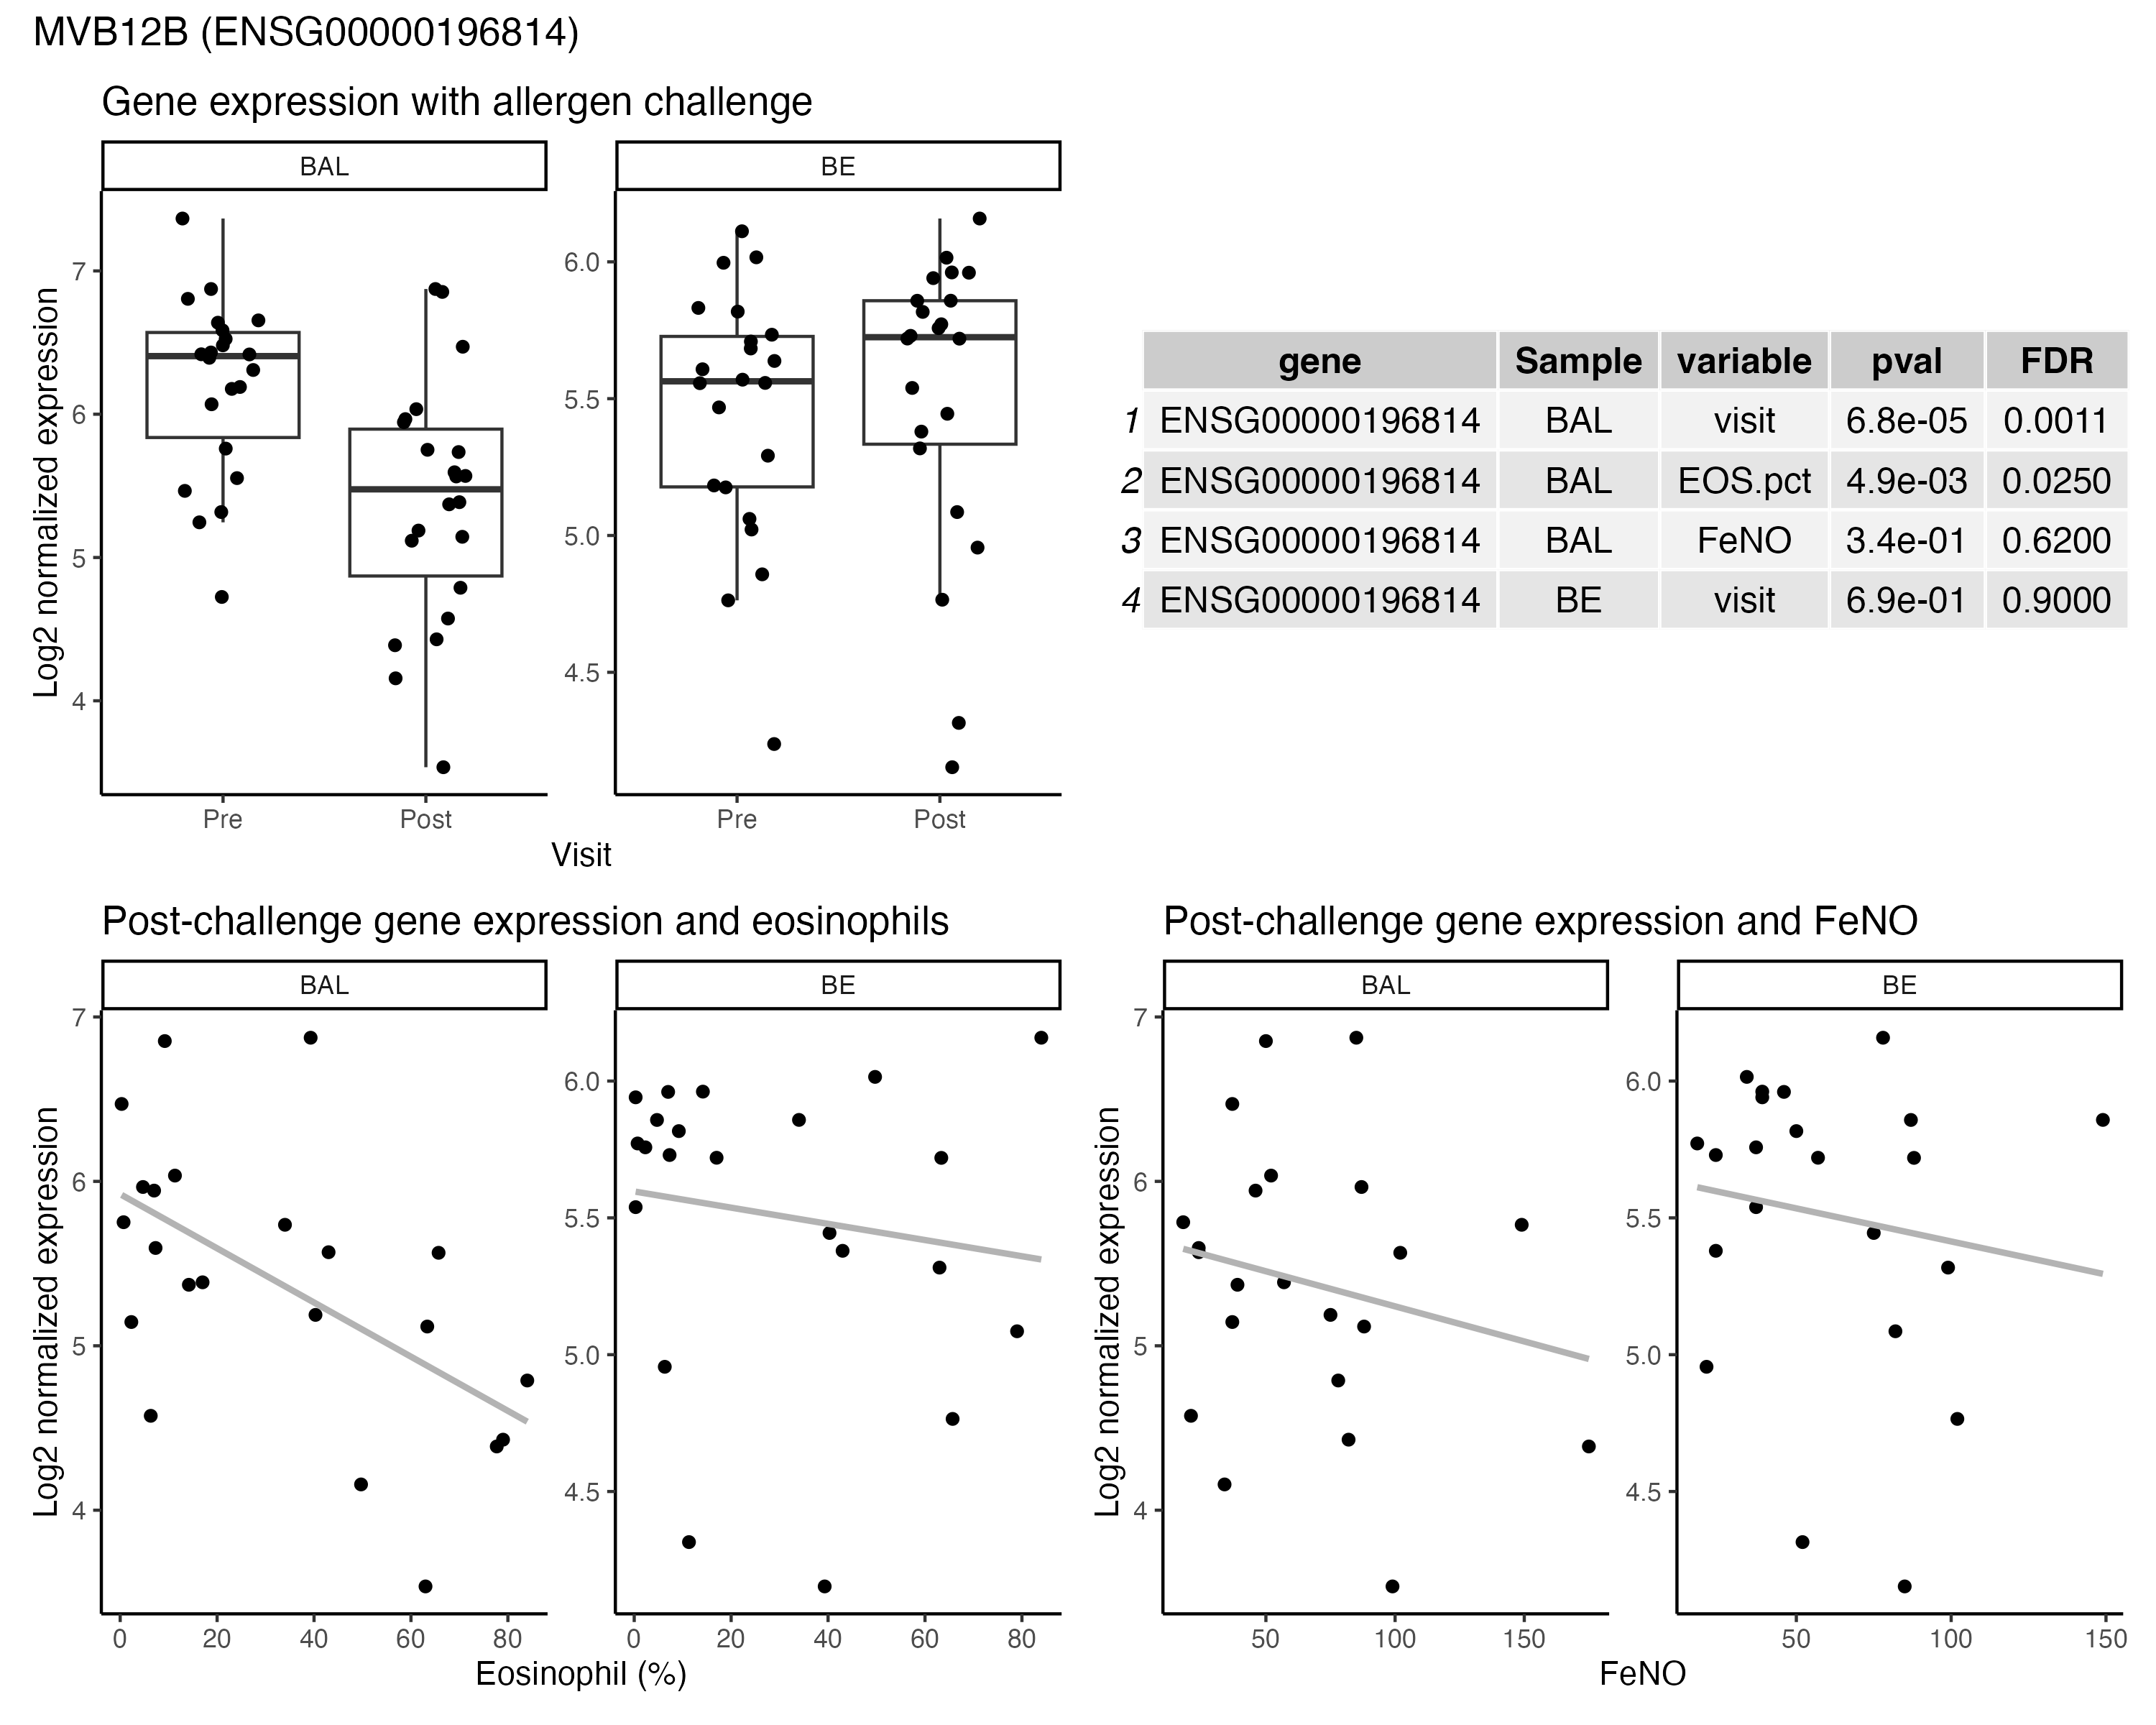 MVB12B (ENSG00000196814)
Gene expression with allergen challenge
BAL
BE
Log2 normalized expression
7
6
5
4
6.0
5.5
5.0
4.5
Pre
Post
Pre
Post
Visit
gene Sample variable pval FDR
1 ENSG00000196814 BAL visit 6.8e-05 0.0011
2 ENSG00000196814 BAL EOS.pct 4.9e-03 0.0250
3 ENSG00000196814 BAL FeNO 3.4e-01 0.6200
4 ENSG00000196814 BE visit 6.9e-01 0.9000
Post-challenge gene expression and eosinophils
BAL
BE
Log2 normalized expression
7
6
5
4
6.0
5.5
5.0
4.5
0 20 40 60 80
0 20 40 60 80
Eosinophil (%)
Post-challenge gene expression and FeNO
BAL
BE
Log2 normalized expression
7
6
5
4
6.0
5.5
5.0
4.5
50 100 150
50 100 150
FeNO